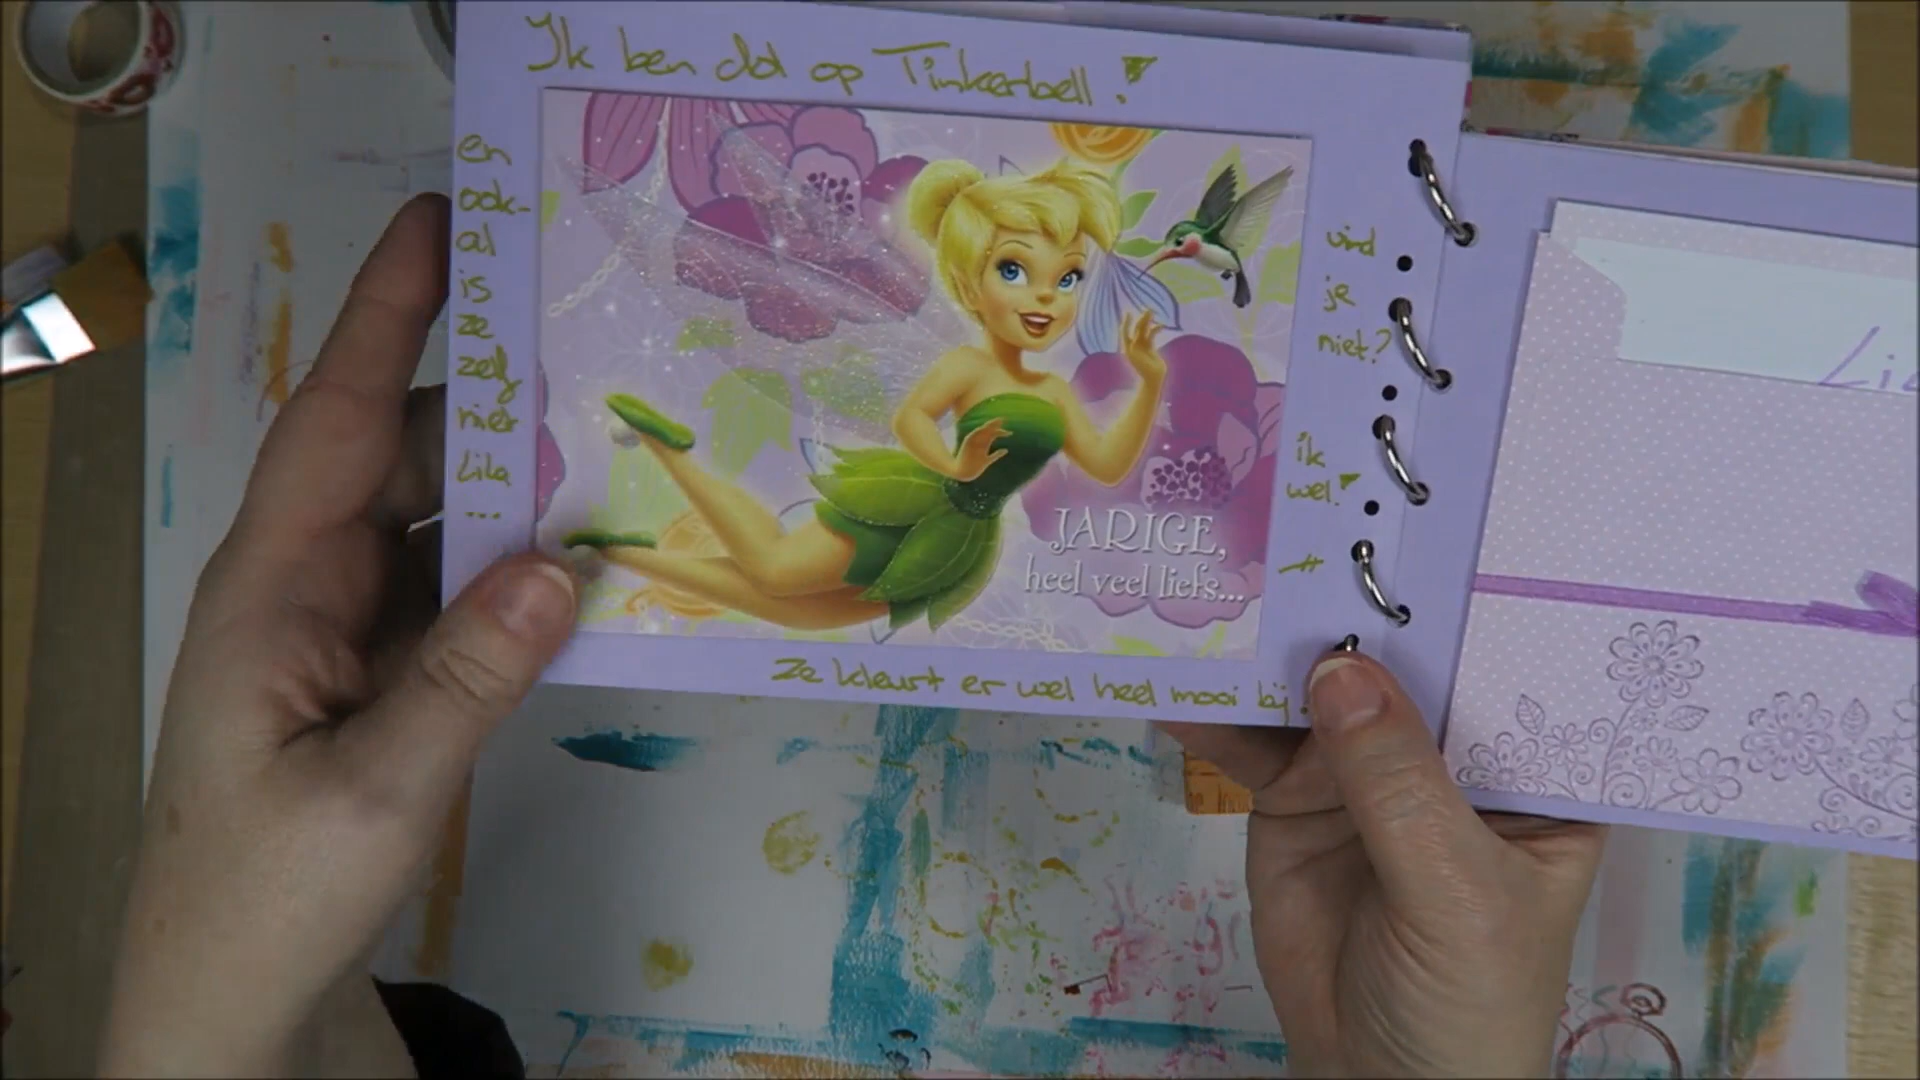 Ik ben dol op Tinkerbell!
en
ook-
al
is
ze
zelf
niet
Lila
...
JARIGE,
heel veel liefs...
Ze kleurt er wel heel mooi bij!
vind
je
niet?
ik
wel!